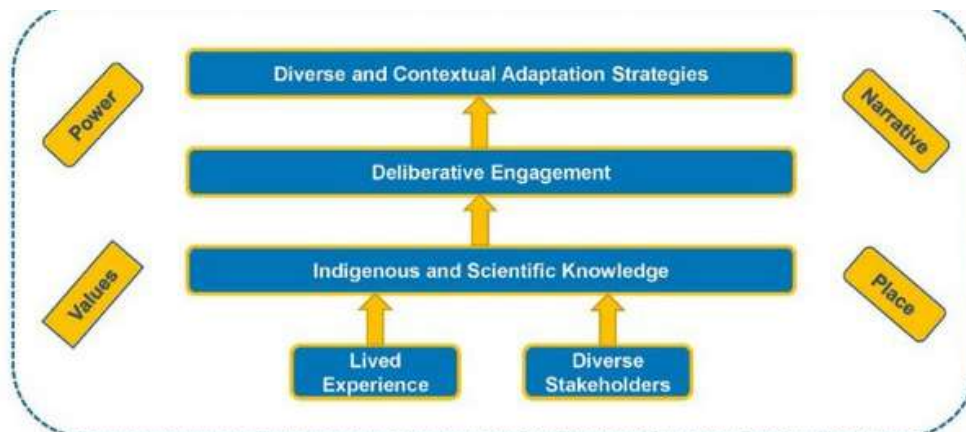 Diverse and Contextual Adaptation Strategies
Power
Narrative
Deliberative Engagement
Indigenous and Scientific Knowledge
Values
Place
Lived
Experience
Diverse
Stakeholders